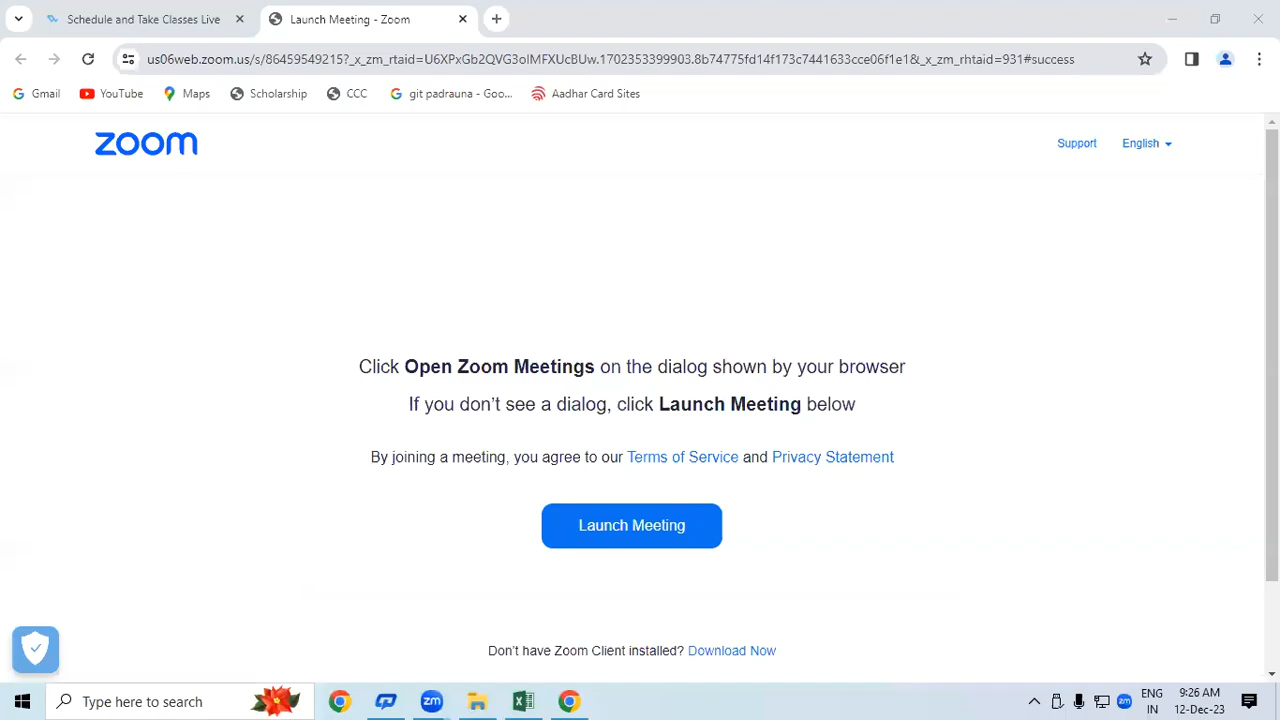 Schedule and Take Classes Live
Launch Meeting - Zoom
us06web.zoom.us/s/86459549215?_x_zm_rtaid=U6XPxGb2QVG33sMFXUcBUw.1702353399903.8b74775fd14f173c7441633cce06f1e1&_x_zm_rhtaid=931#success
Gmail YouTube Maps Scholarship CCC git padrauna - Goo... Aadhar Card Sites
zoom
Support English
Click Open Zoom Meetings on the dialog shown by your browser
If you don’t see a dialog, click Launch Meeting below
By joining a meeting, you agree to our Terms of Service and Privacy Statement
Launch Meeting
Don’t have Zoom Client installed? Download Now
Type here to search
zm
zm
ENG
IN
9:26 AM
12-Dec-23